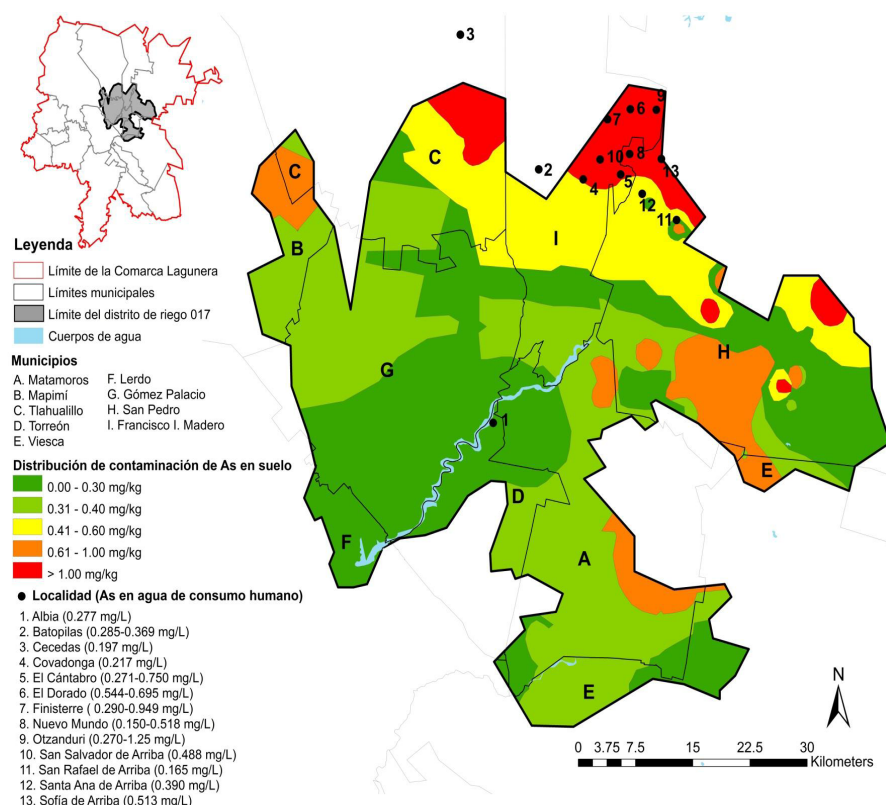 Leyenda
Límite de la Comarca Lagunera
Límites municipales
Límite del distrito de riego 017
Cuerpos de agua
Municipios
A. Matamoros
B. Mapimí
C. Tlahualillo
D. Torreón
E. Viesca
F. Lerdo
G. Gómez Palacio
H. San Pedro
I. Francisco I. Madero
Distribución de contaminación de As en suelo
0.00 - 0.30 mg/kg
0.31 - 0.40 mg/kg
0.41 - 0.60 mg/kg
0.61 - 1.00 mg/kg
> 1.00 mg/kg
Localidad (As en agua de consumo humano)
1. Albia (0.277 mg/L)
2. Batopilas (0.285-0.369 mg/L)
3. Cecedas (0.197 mg/L)
4. Covadonga (0.217 mg/L)
5. El Cántabro (0.271-0.750 mg/L)
6. El Dorado (0.544-0.695 mg/L)
7. Finisterre ( 0.290-0.949 mg/L)
8. Nuevo Mundo (0.150-0.518 mg/L)
9. Otzanduri (0.270-1.25 mg/L)
10. San Salvador de Arriba (0.488 mg/L)
11. San Rafael de Arriba (0.165 mg/L)
12. Santa Ana de Arriba (0.390 mg/L)
13. Sofía de Arriba (0.513 mg/L)
3
9
6
7
C
10
8
13
2
4
5
C
12
11
B
I
H
G
1
E
D
F
A
E
N
0 3.75 7.5 15 22.5 30
Kilometers